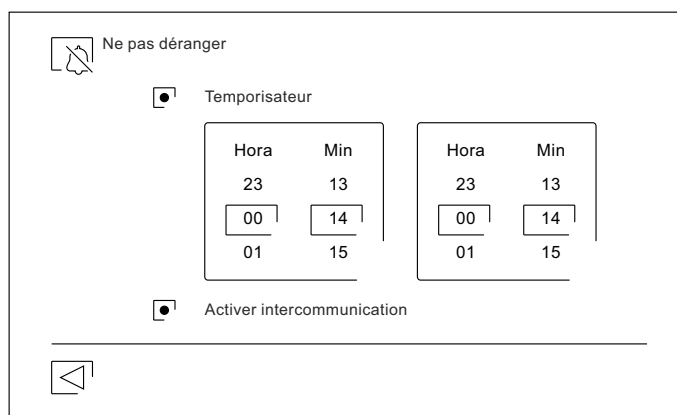 Ne pas déranger
Temporisateur
Hora Min Hora Min
23 13 23 13
00 14 00 14
01 15 01 15
Activer intercommunication